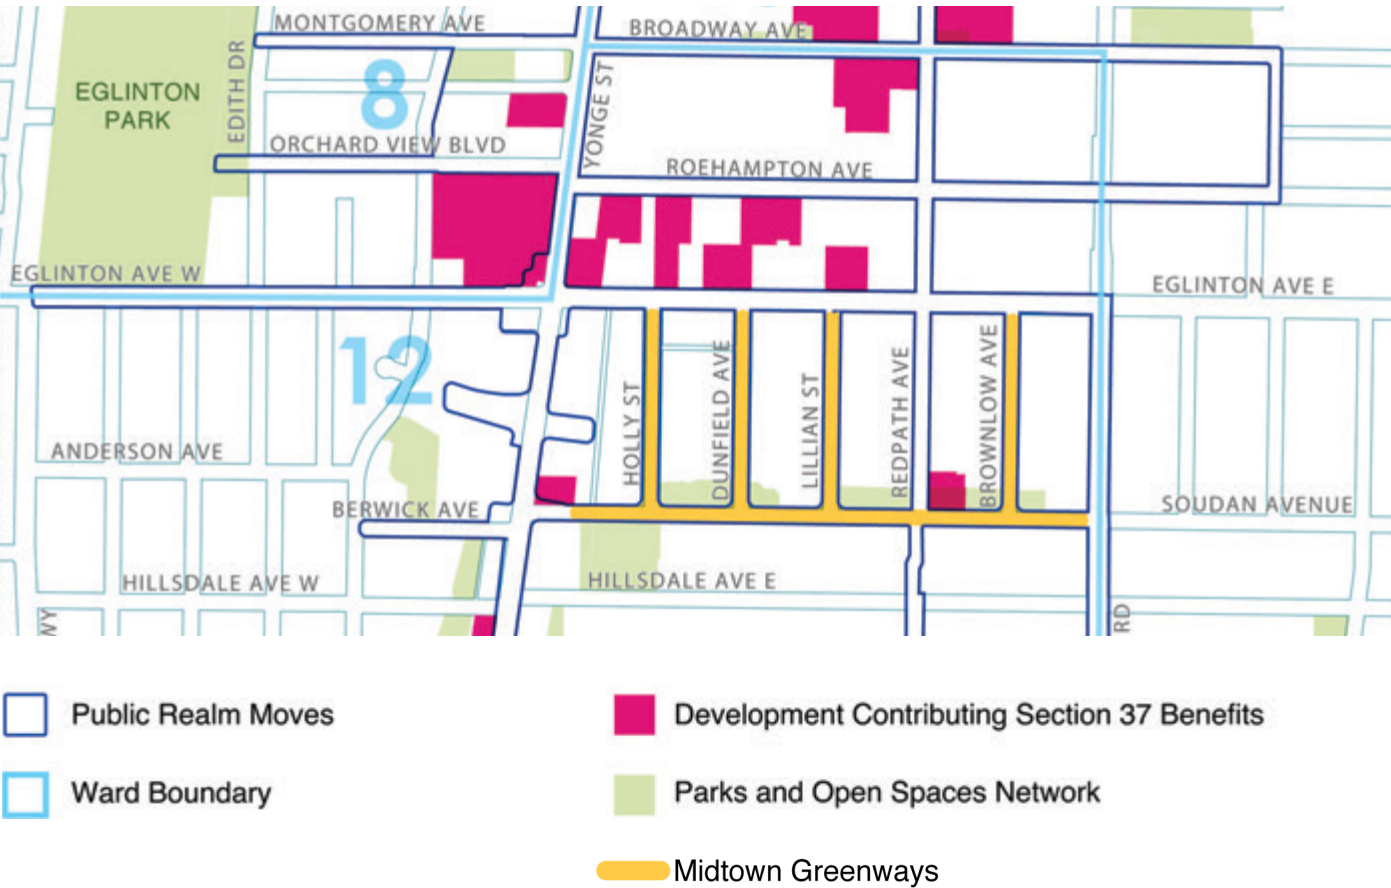 MONTGOMERY AVE
BROADWAY AVE
EGLINTON
PARK
EDITH DR
8
YONGE ST
ORCHARD VIEW BLVD
ROEHAMPTON AVE
EGLINTON AVE W
EGLINTON AVE E
12
HOLLY ST
DUNFIELD AVE
LILLIAN ST
REDPATH AVE
BROWNLOW AVE
ANDERSON AVE
BERWICK AVE
SOUDAN AVENUE
HILLSDALE AVE W
HILLSDALE AVE E
WY
RD
Public Realm Moves
Development Contributing Section 37 Benefits
Ward Boundary
Parks and Open Spaces Network
Midtown Greenways